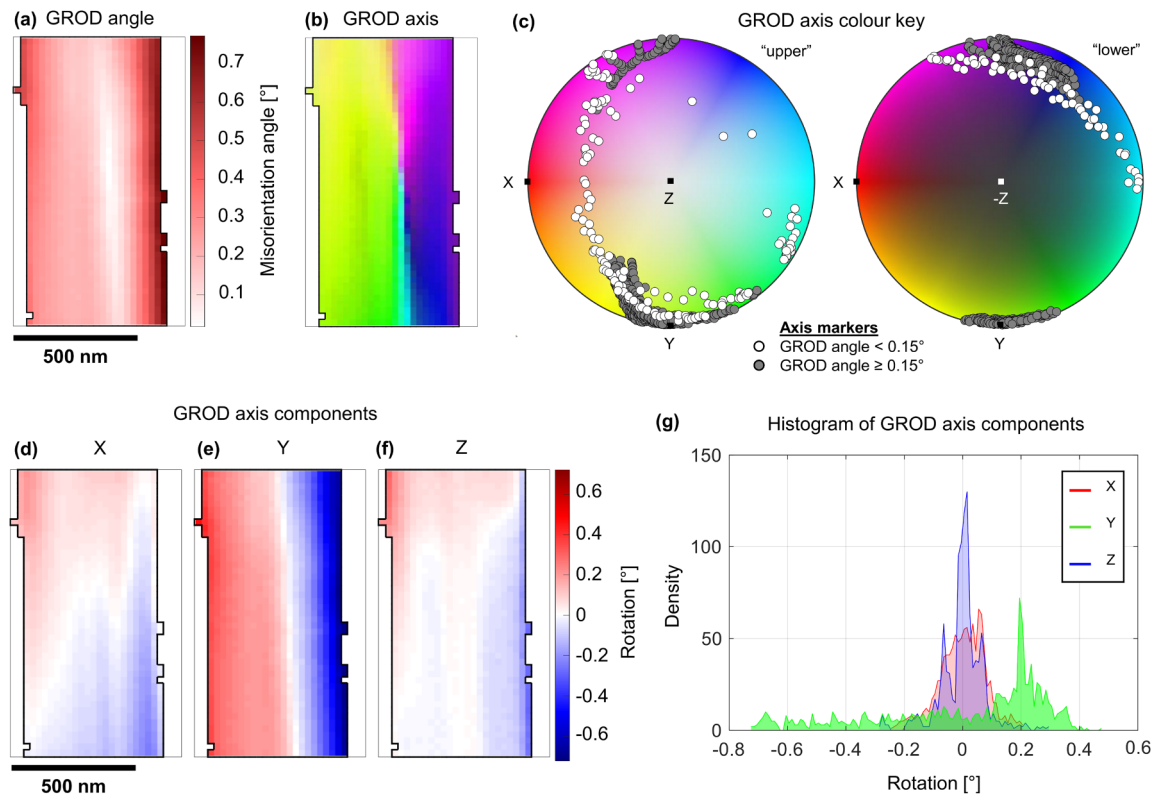 (a) GROD angle
0.7
0.6
0.5
0.4
0.3
0.2
0.1
Misorientation angle [°]
500 nm
(b) GROD axis
(c) GROD axis colour key
“upper”
“lower”
X
Z
Y
X
-Z
Y
Axis markers
GROD angle < 0.15°
GROD angle ≥ 0.15°
GROD axis components
(d) X
(e) Y
(f) Z
0.6
0.4
0.2
0
-0.2
-0.4
-0.6
Rotation [°]
500 nm
(g) Histogram of GROD axis components
150
100
50
0
Density
X
Y
Z
-0.8 -0.6 -0.4 -0.2 0 0.2 0.4 0.6
Rotation [°]